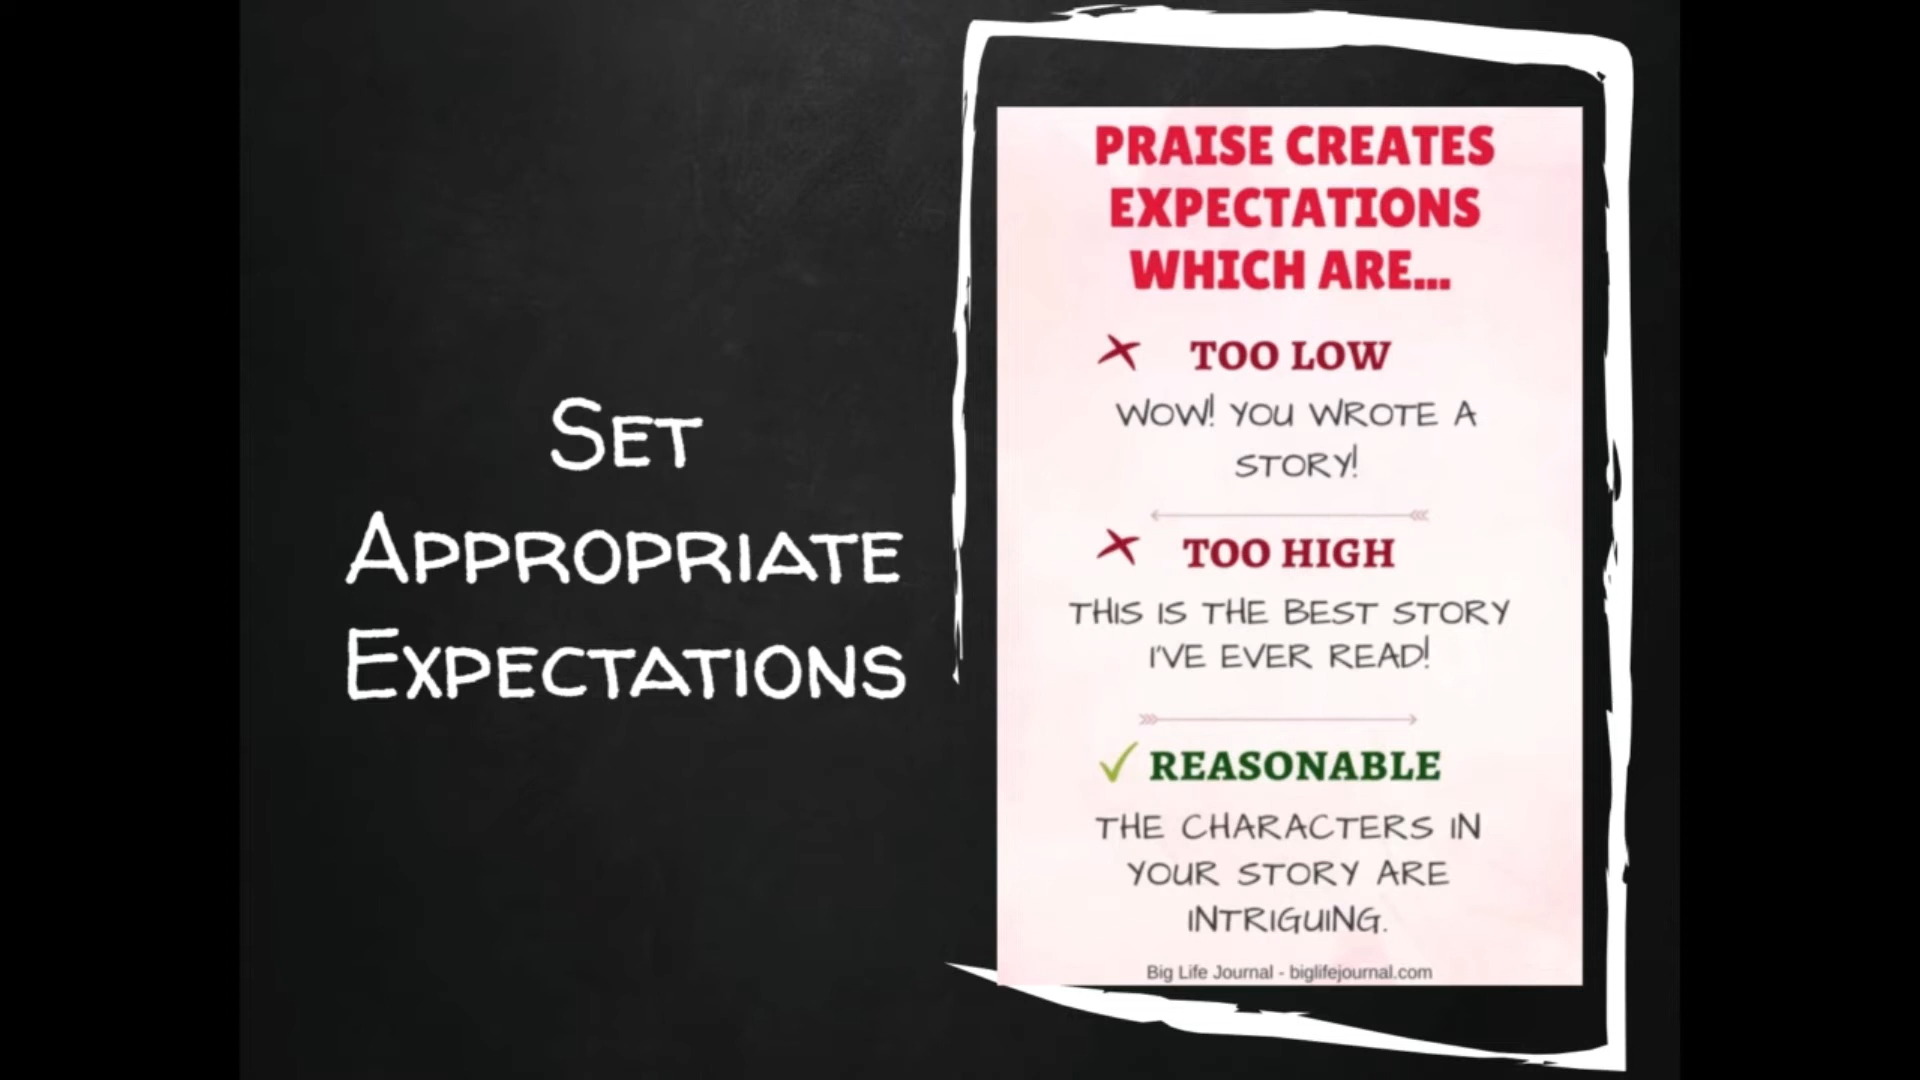 SET
APPROPRIATE
EXPECTATIONS
PRAISE CREATES
EXPECTATIONS
WHICH ARE...
TOO LOW
WOW! YOU WROTE A
STORY!
TOO HIGH
THIS IS THE BEST STORY
I'VE EVER READ!
REASONABLE
THE CHARACTERS IN
YOUR STORY ARE
INTRIGUING.
Big Life Journal - biglifejournal.com